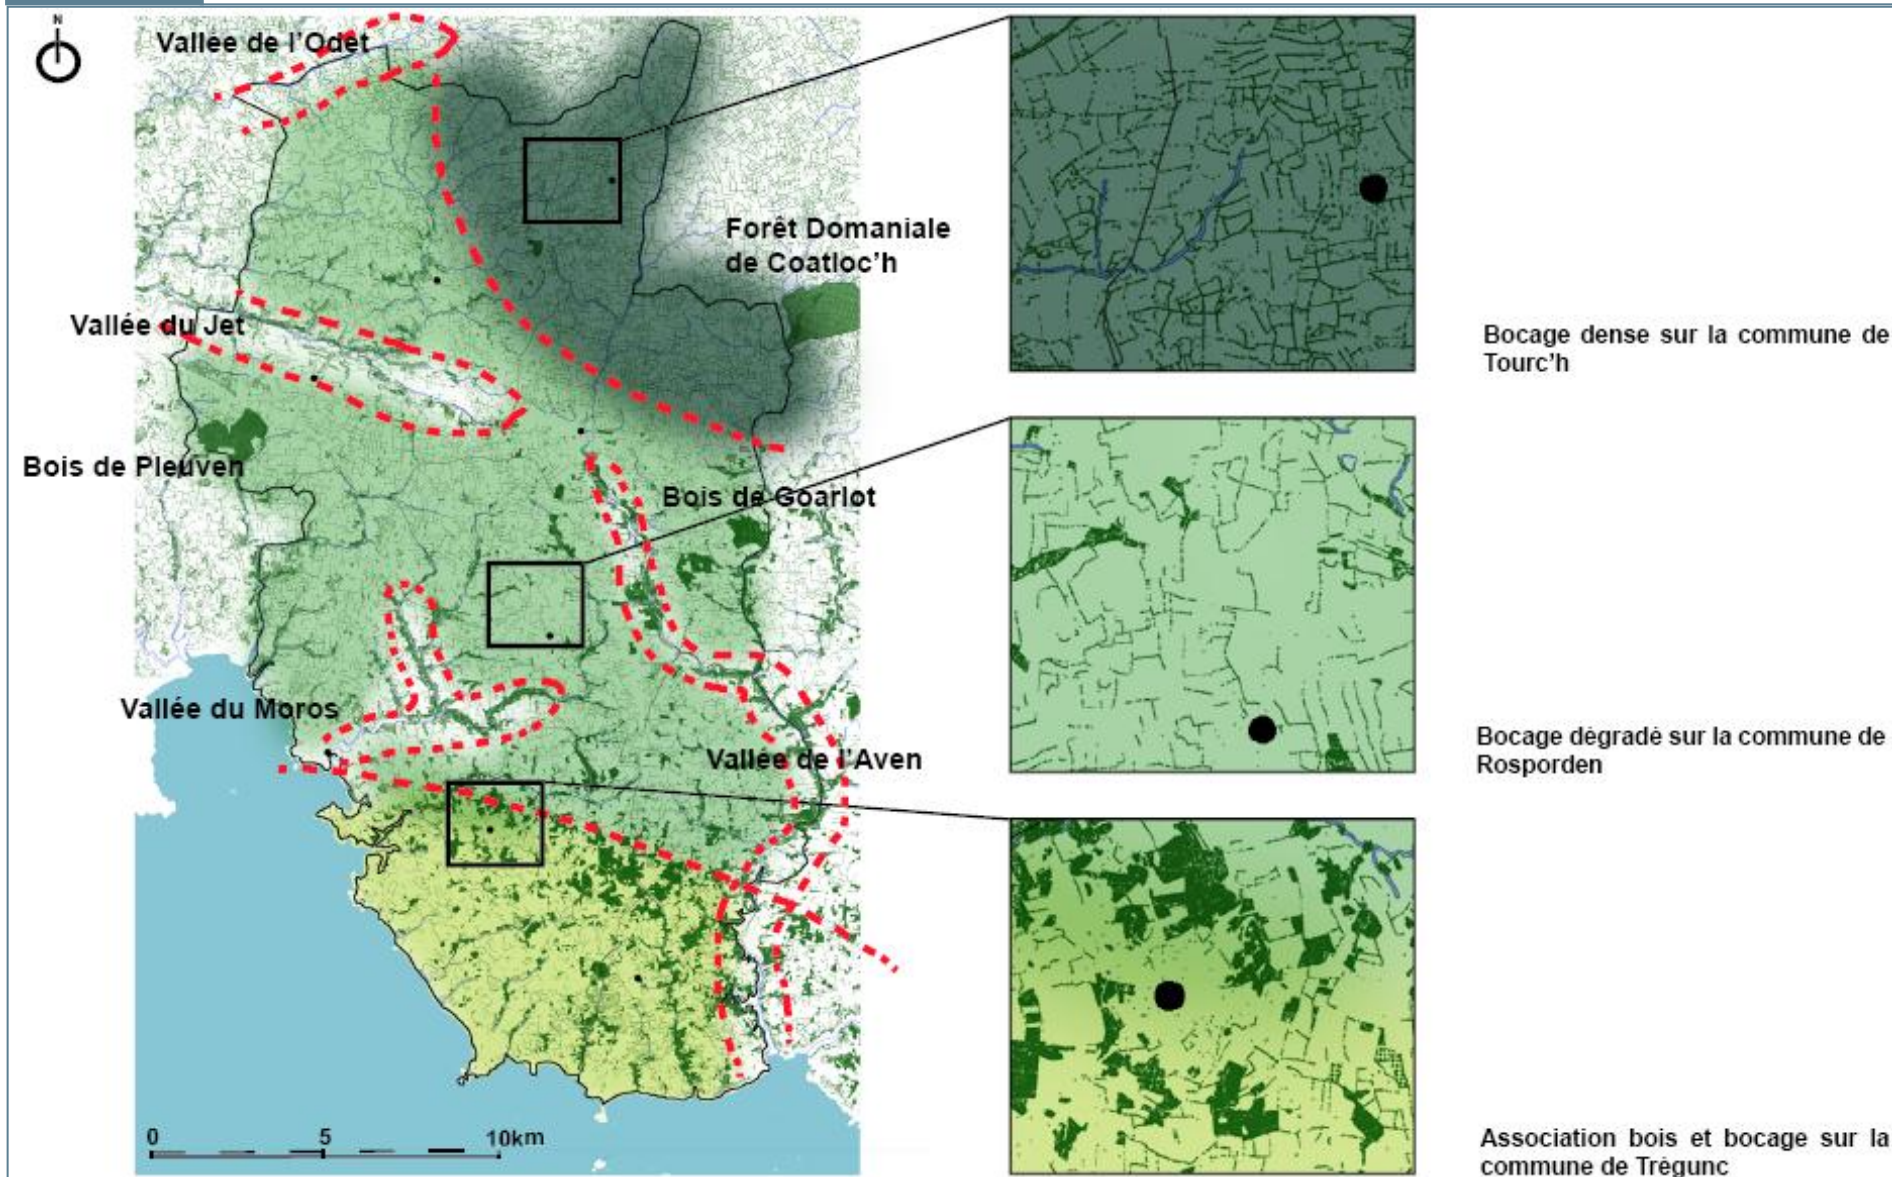 N
Vallée de l'Odet
Forêt Domaniale
de Coatloc'h
Vallée du Jet
Bois de Pleuven
Bois de Goarlot
Vallée du Moros
Vallée de l'Aven
0 5 10km
Bocage dense sur la commune de
Tourc'h
Bocage dégradé sur la commune de
Rosporden
Association bois et bocage sur la
commune de Trégunc